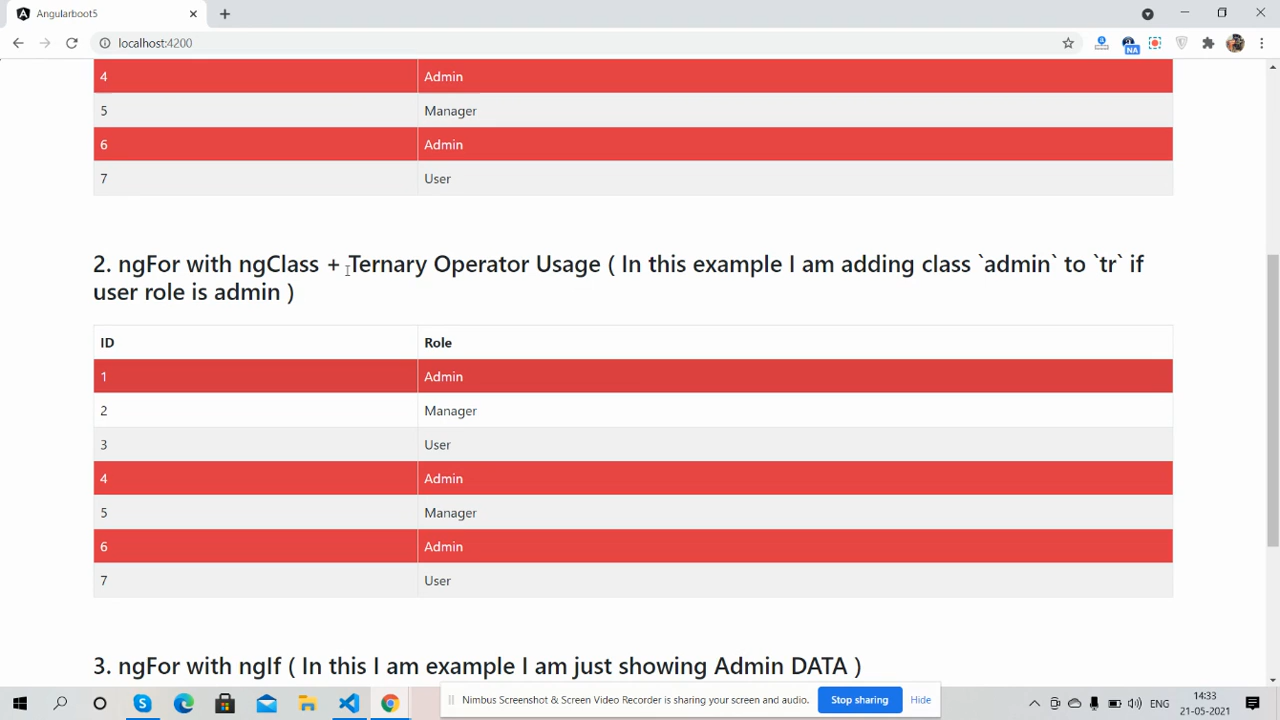 Angularboot5
localhost:4200
NA
4 Admin
5 Manager
6 Admin
7 User
2. ngFor with ngClass + Ternary Operator Usage ( In this example I am adding class `admin` to `tr` if
user role is admin )
ID Role
1 Admin
2 Manager
3 User
4 Admin
5 Manager
6 Admin
7 User
3. ngFor with ngIf ( In this I am example I am just showing Admin DATA )
Nimbus Screenshot & Screen Video Recorder is sharing your screen and audio. Stop sharing Hide
ENG
14:33
21-05-2021